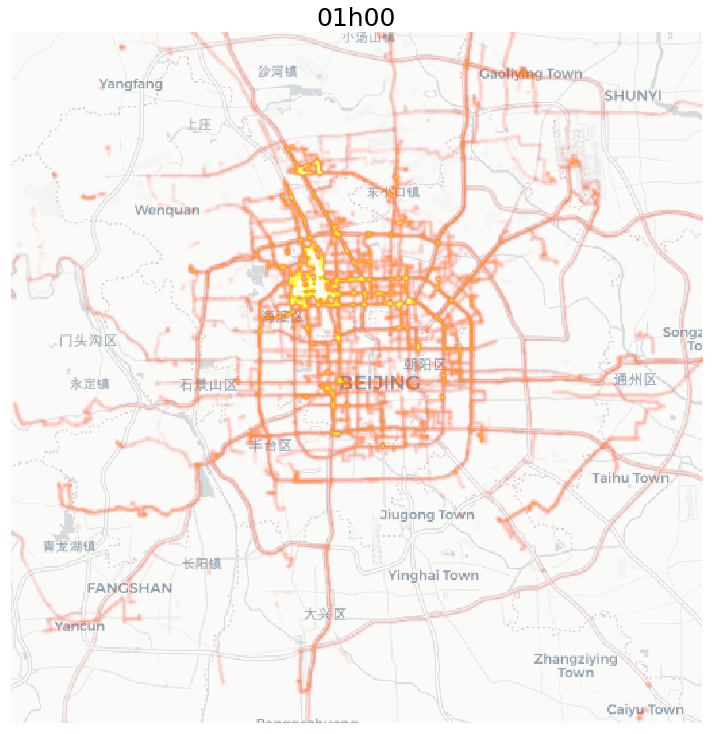 01h00
小汤山镇
沙河镇
Gaoliying Town
Yangfang
SHUNYI
上庄
东小口镇
Wenquan
海淀区
门头沟区
朝阳区
永定镇
石景山区
BEIJING
通州区
丰台区
Taihu Town
Jiugong Town
青龙湖镇
长阳镇
Yinghai Town
FANGSHAN
大兴区
Yancun
Zhangziying
Town
Caiyu Town